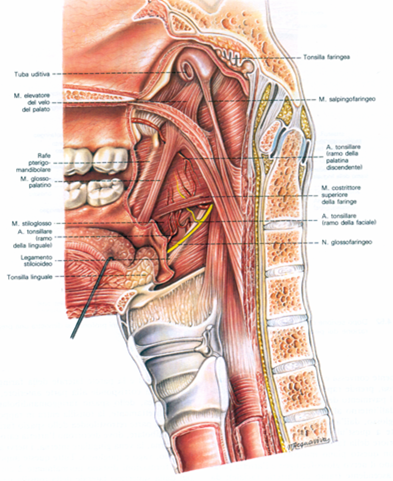 Tonsilla faringea
Tuba uditiva
M. elevatore
del velo
del palato
M. salpingofaringeo
Rafe
pterigo-
mandibolare
M. glosso-
palatino
A. tonsillare
(ramo della
palatina
discendente)
M. costrittore
superiore
della faringe
M. stiloglosso
A. tonsillare
(ramo
della linguale)
A. tonsillare
(ramo della faciale)
N. glossofaringeo
Legamento
stiloioideo
Tonsilla linguale